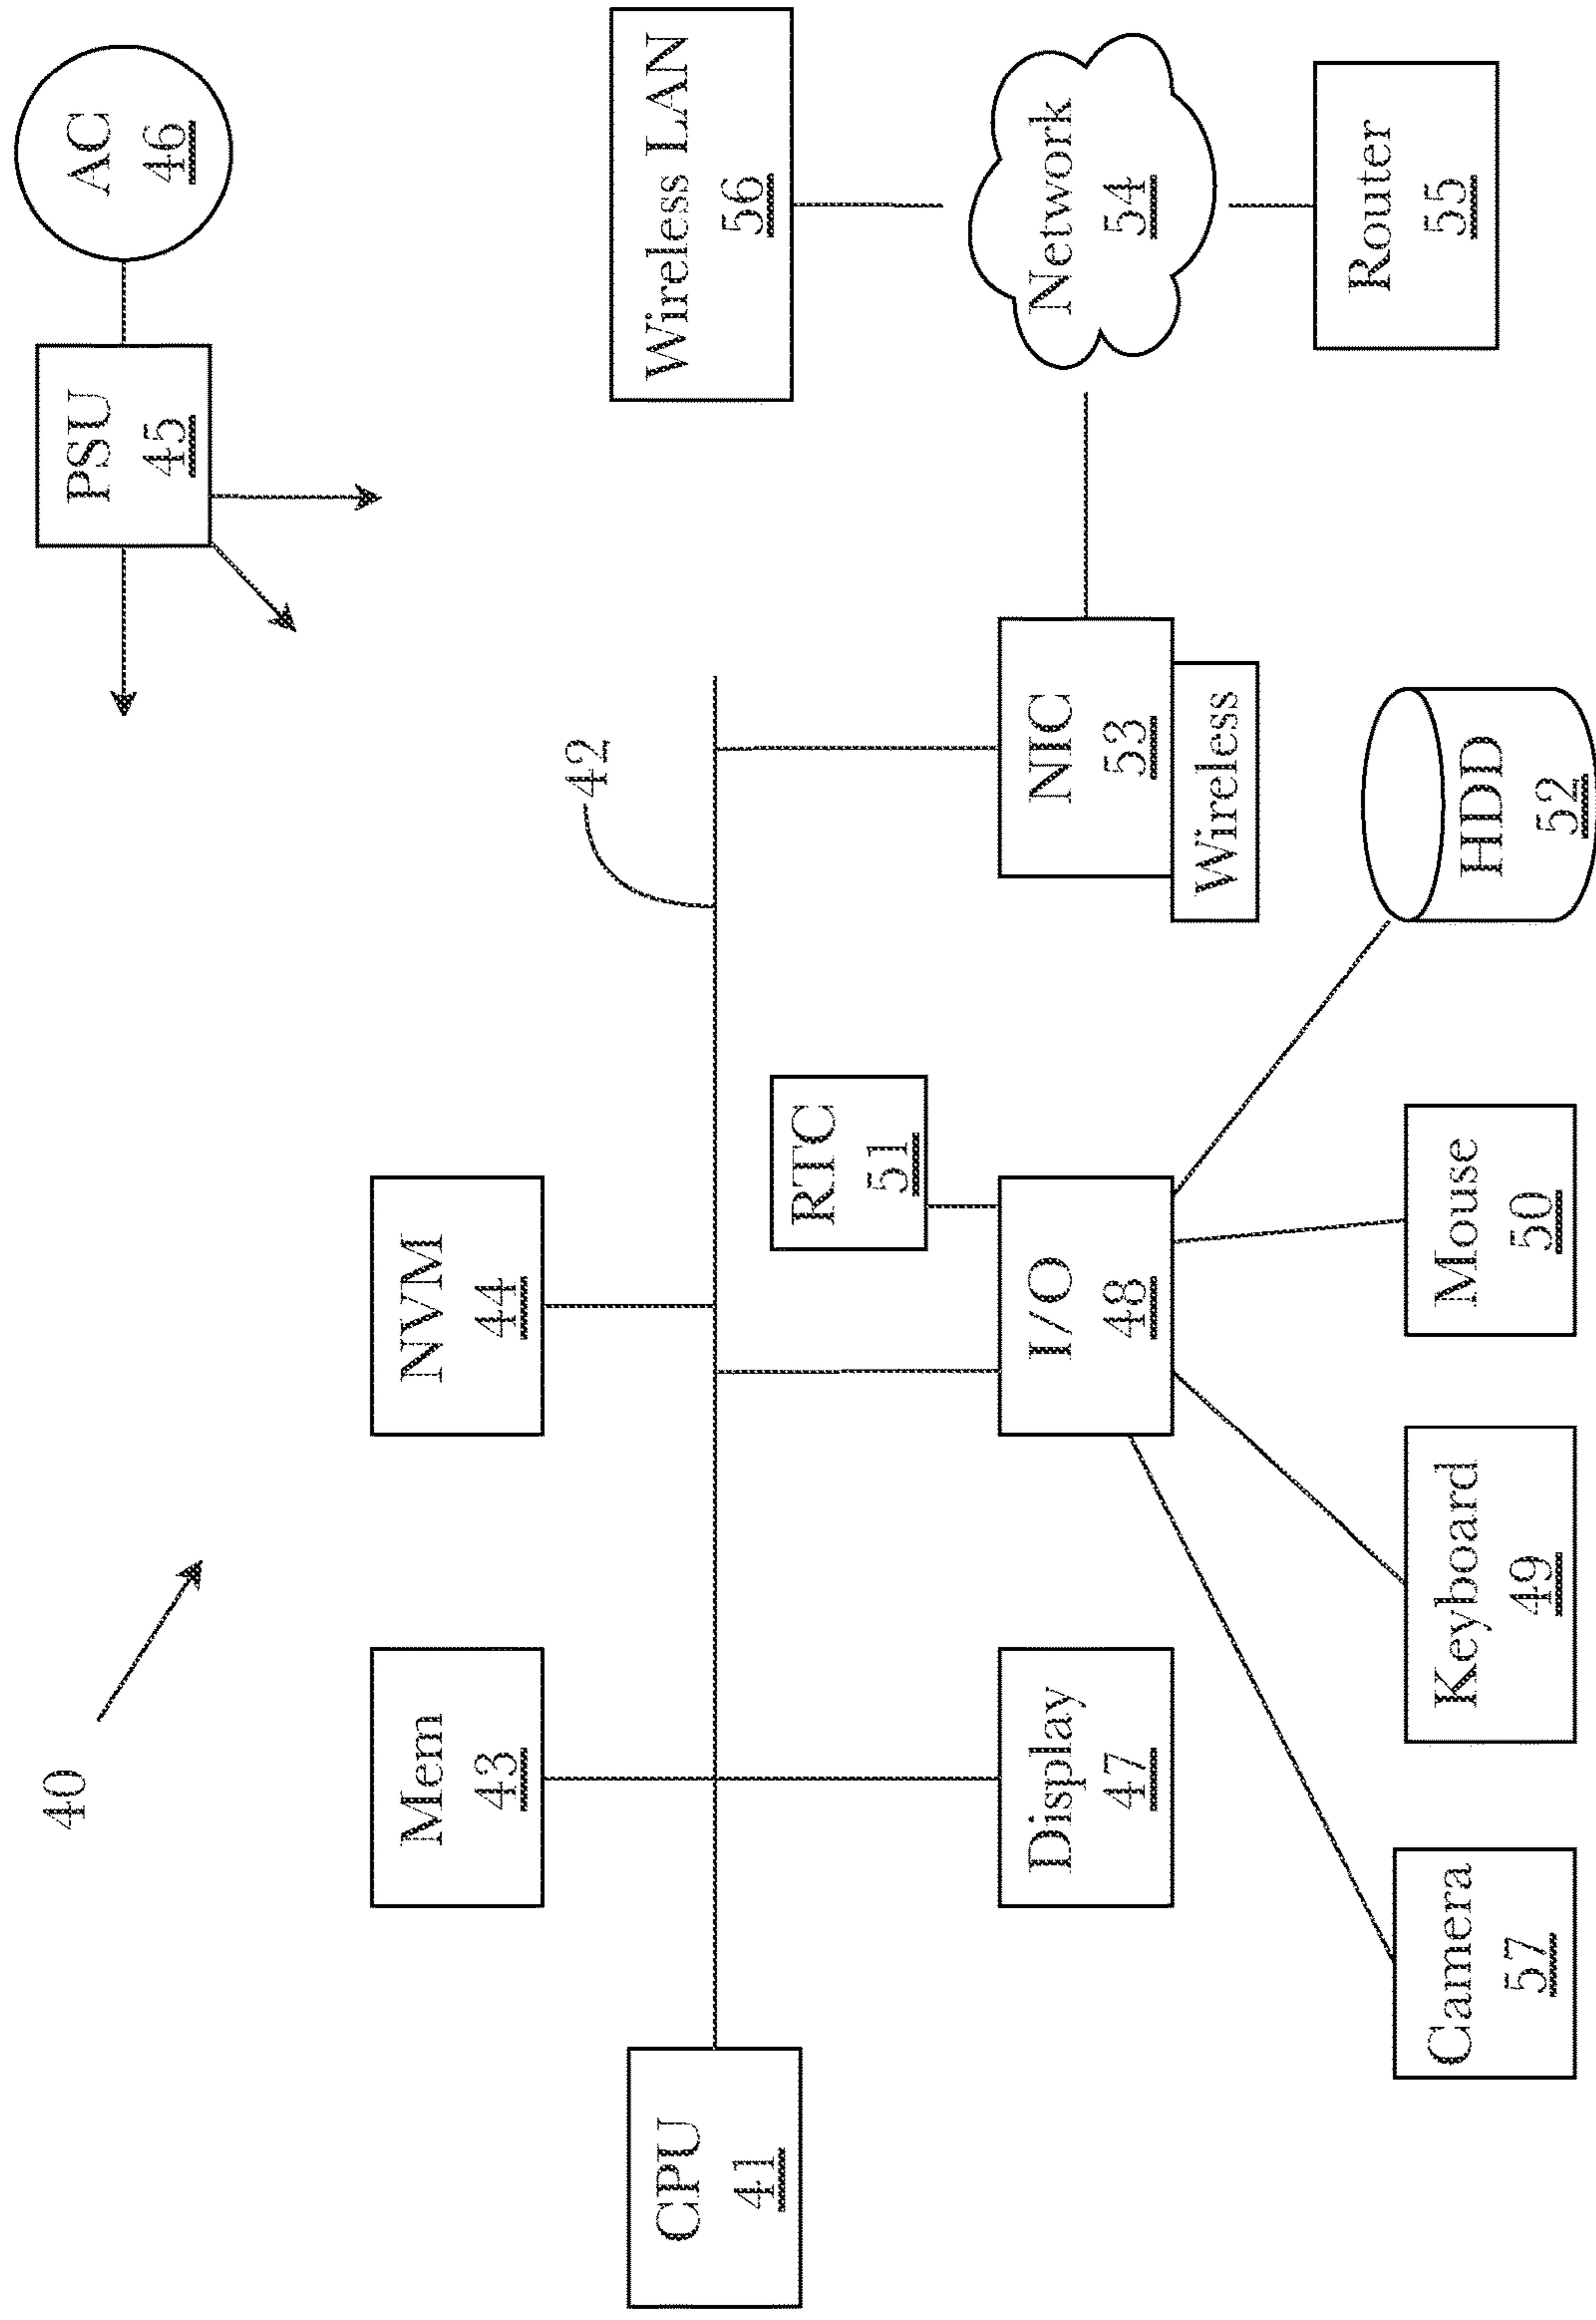 40
AC
46
PSU
45
Mem
43
NVM
44
42
Wireless LAN
56
CPU
41
RTC
51
Display
47
I/O
48
NIC
53
Wireless
Network
54
Camera
57
Keyboard
49
Mouse
50
HDD
52
Router
55